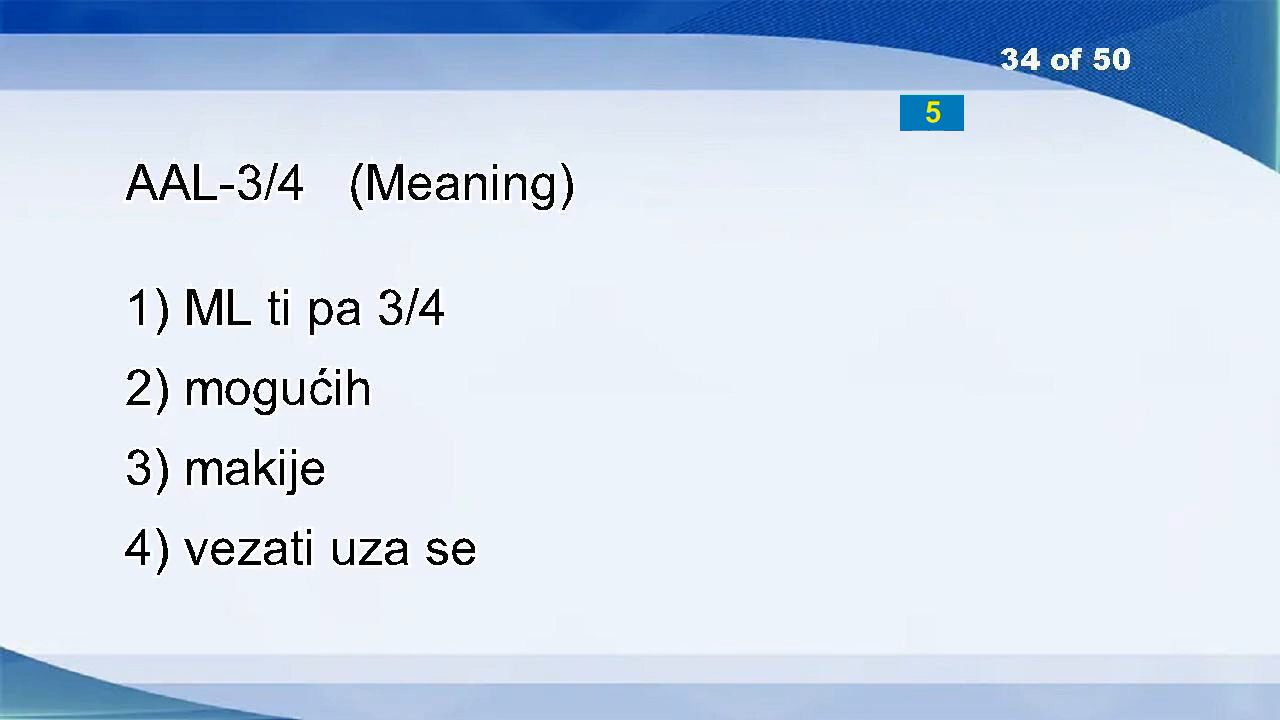 34 of 50
5
AAL-3/4 (Meaning)
1) ML ti pa 3/4
2) mogućih
3) makije
4) vezati uza se